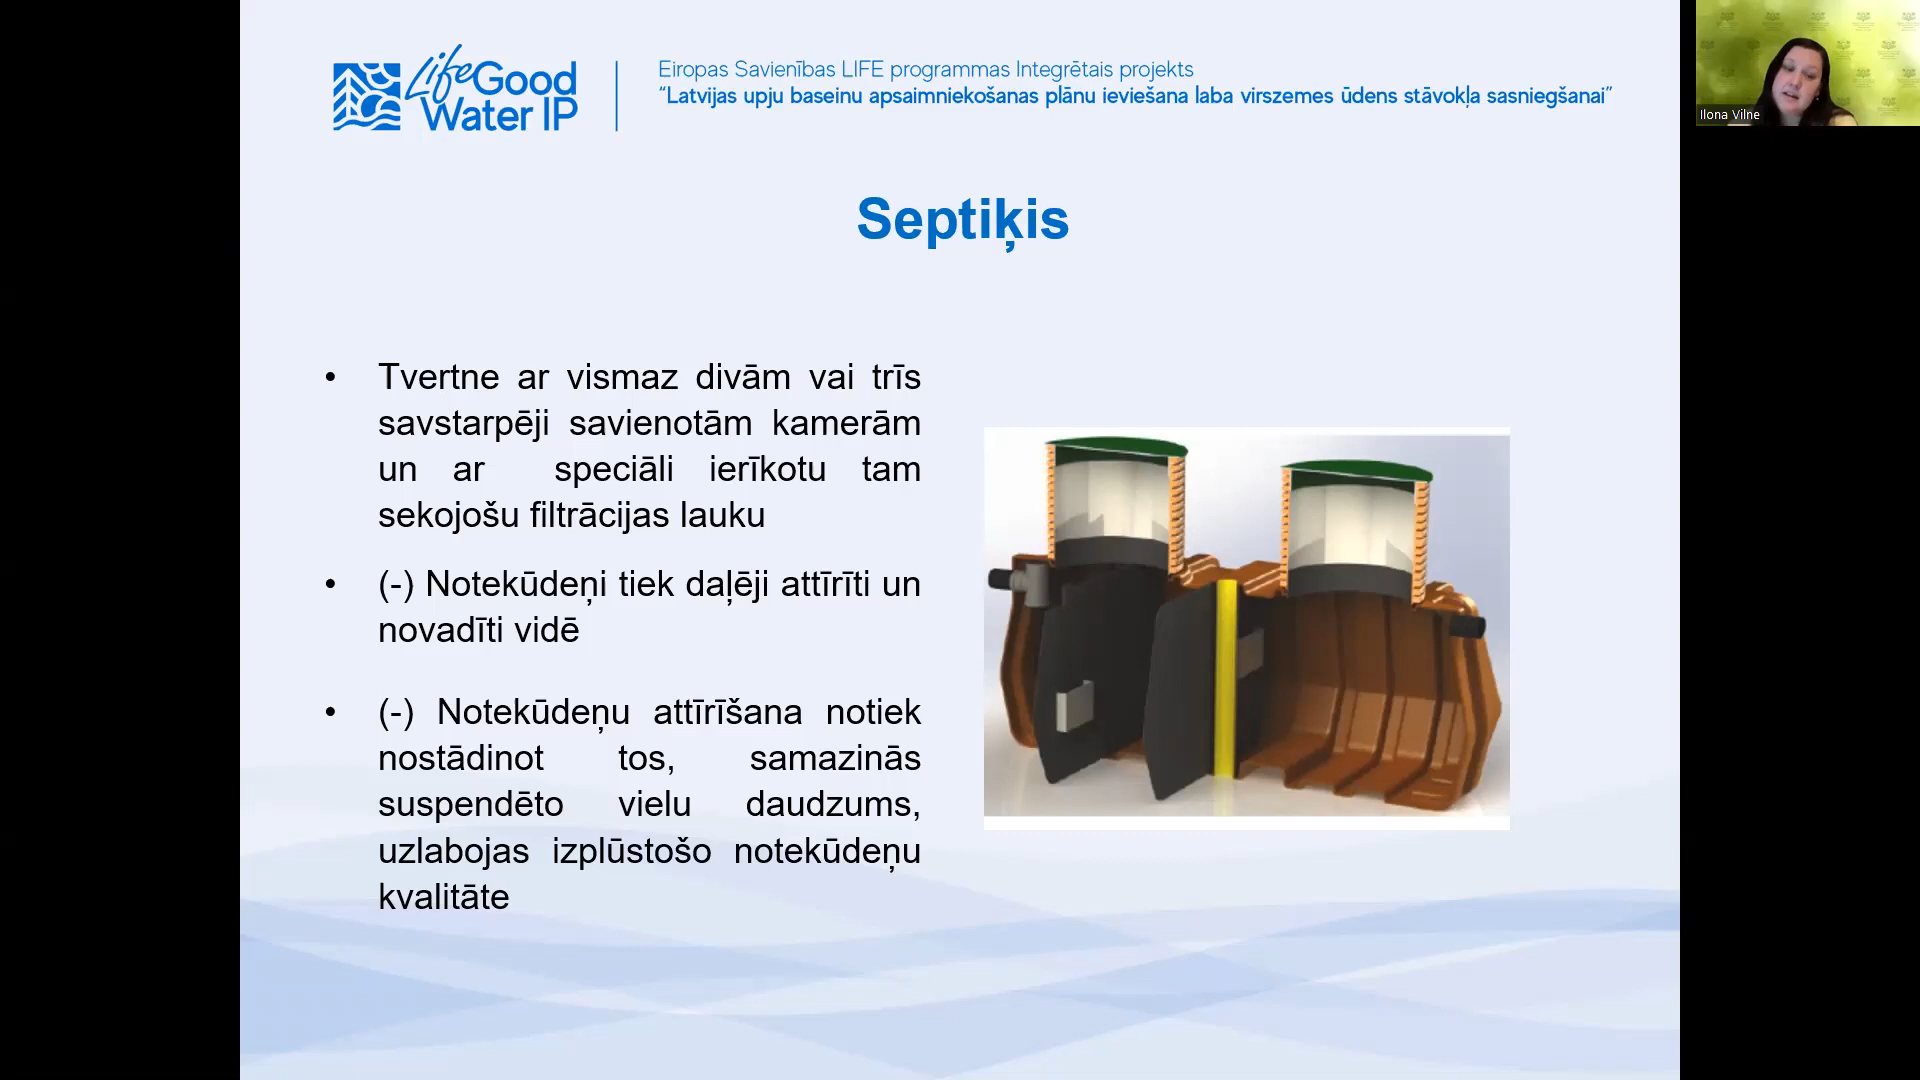 Life Good
Water IP
Eiropas Savienības LIFE programmas Integrētais projekts
“Latvijas upju baseinu apsaimniekošanas plānu ieviešana laba virszemes ūdens stāvokļa sasniegšanai”
Ilona Vilne
Septiķis
• Tvertne ar vismaz divām vai trīs
savstarpēji savienotām kamerām
un ar speciāli ierīkotu tam
sekojošu filtrācijas lauku
• (-) Notekūdeņi tiek daļēji attīrīti un
novadīti vidē
• (-) Notekūdeņu attīrīšana notiek
nostādinot tos, samazinās
suspendēto vielu daudzums,
uzlabojas izplūstošo notekūdeņu
kvalitāte